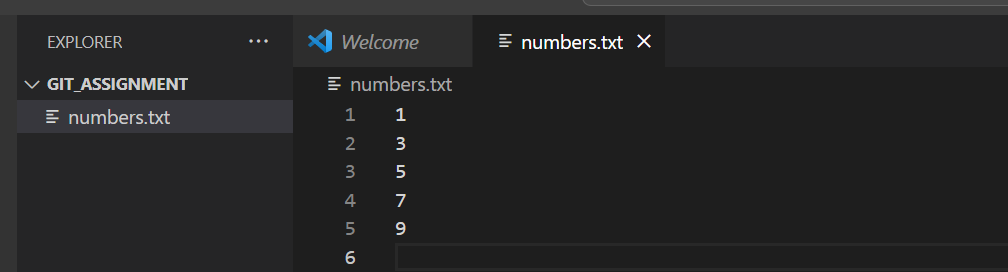 EXPLORER ···
GIT_ASSIGNMENT
numbers.txt
Welcome
numbers.txt
numbers.txt
1 1
2 3
3 5
4 7
5 9
6